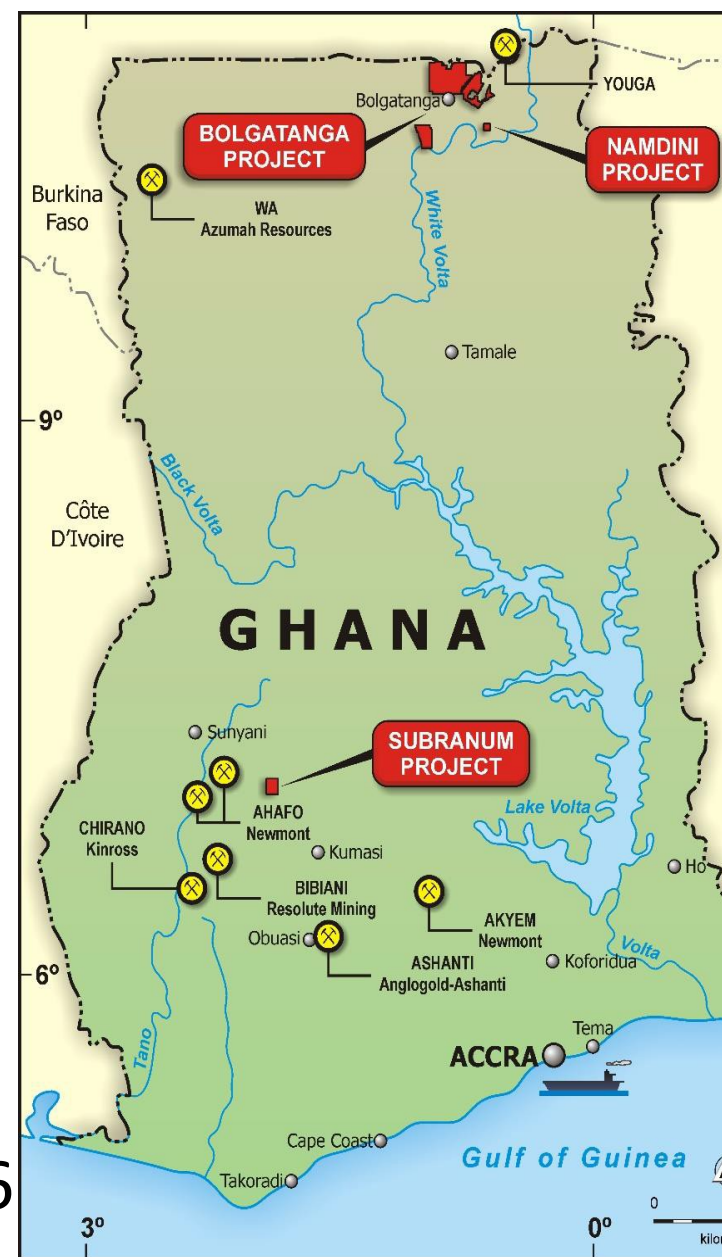 YOUGA
Bolgatanga
BOLGATANGA
PROJECT
NAMDINI
PROJECT
Burkina
Faso
WA
Azumah Resources
White Volta
Tamale
9º
Black Volta
Côte
D'Ivoire
GHANA
Sunyani
SUBRANUM
PROJECT
AHAFO
Newmont
Lake Volta
CHIRANO
Kinross
Kumasi
Ho
BIBIANI
Resolute Mining
AKYEM
Newmont
Obuasi
ASHANTI
Anglogold-Ashanti
Koforidua
Volta
6º
Tano
Tema
ACCRA
Cape Coast
Gulf of Guinea
Takoradi
6
0
3º
0º